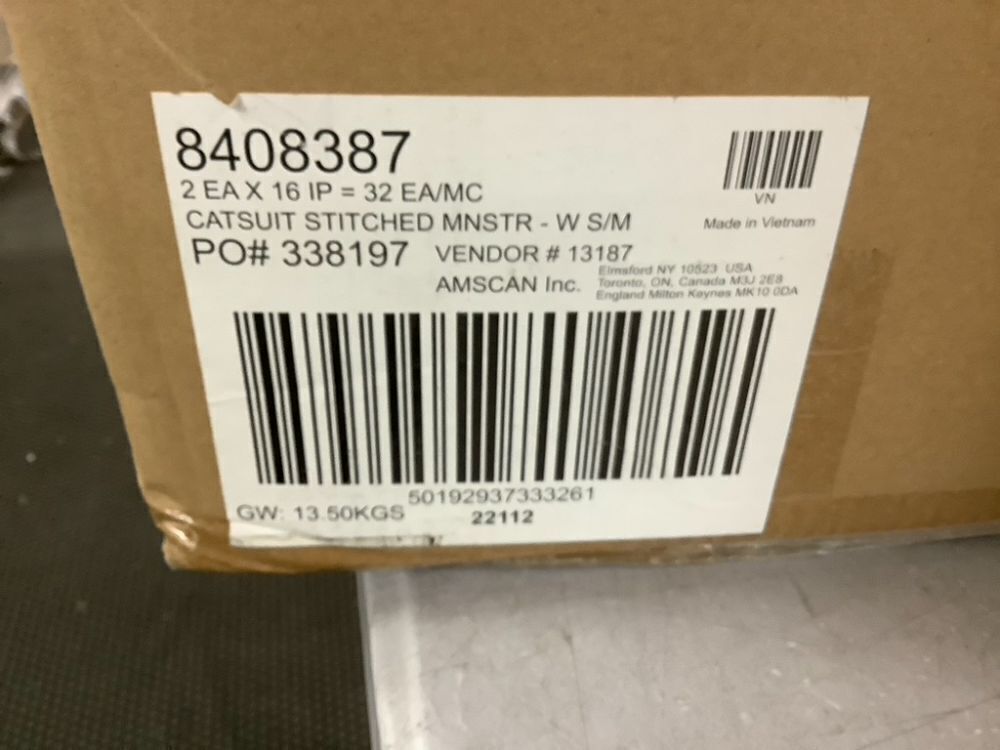 8408387
2 EA X 16 IP = 32 EA/MC
CATSUIT STITCHED MNSTR - W S/M
PO# 338197 VENDOR # 13187
AMSCAN Inc.
Elmsford NY 10523 USA
Toronto, ON, Canada M3J 2E8
England Milton Keynes MK10 0DA
VN
Made in Vietnam
50192937333261
GW: 13.50KGS
22112